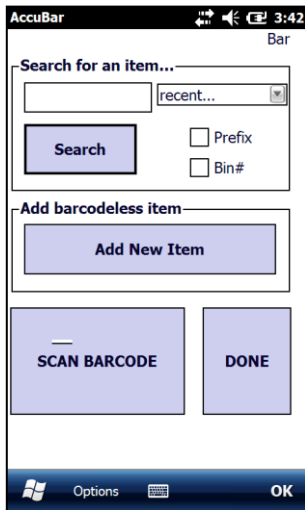 AccuBar 3:42
Bar
Search for an item...
recent...
Search
Prefix
Bin#
Add barcodeless item
Add New Item
SCAN BARCODE
DONE
Options
OK